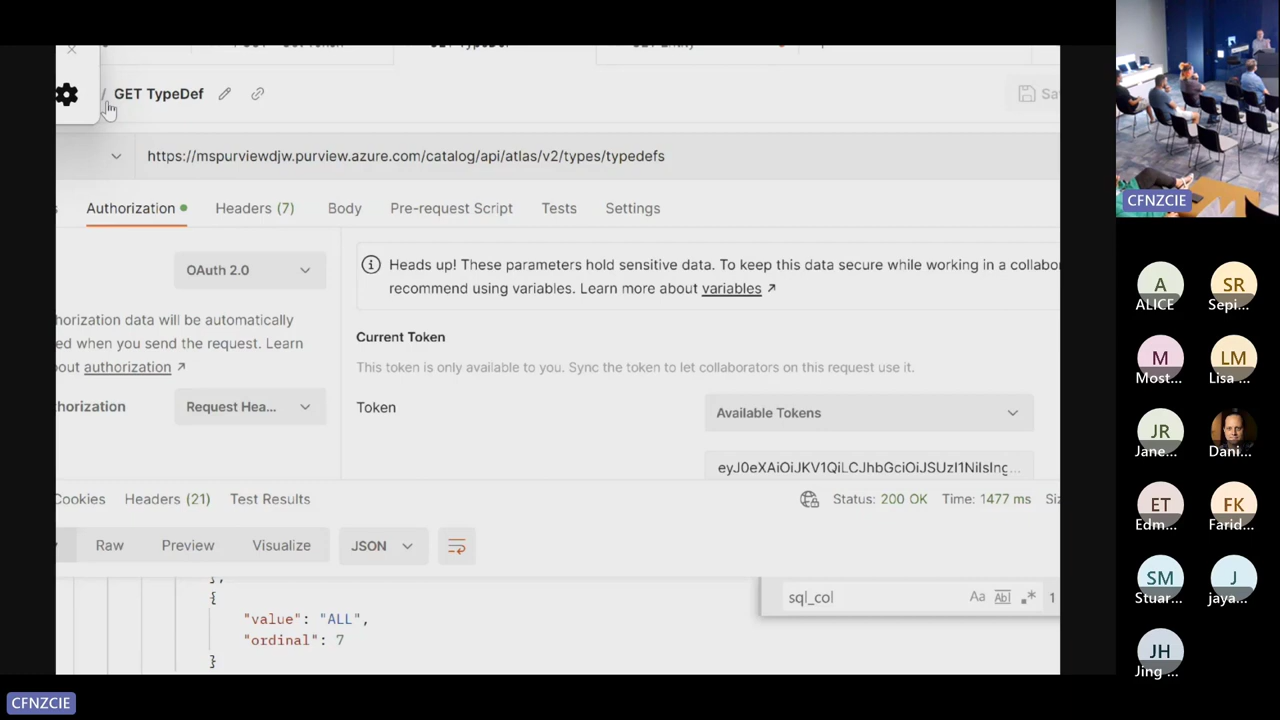 / GET TypeDef
Sa
https://mspurviewdjw.purview.azure.com/catalog/api/atlas/v2/types/typedefs
s Authorization Headers (7) Body Pre-request Script Tests Settings
OAuth 2.0
Heads up! These parameters hold sensitive data. To keep this data secure while working in a collabo
recommend using variables. Learn more about variables ↗
horization data will be automatically
ed when you send the request. Learn
out authorization ↗
Current Token
This token is only available to you. Sync the token to let collaborators on this request use it.
horization Request Hea...
Token
Available Tokens
eyJ0eXAiOiJKV1QiLCJhbGciOiJSUzI1NiIsIng...
Cookies Headers (21) Test Results
Status: 200 OK Time: 1477 ms Siz
Raw Preview Visualize JSON
},
{
"value": "ALL",
"ordinal": 7
}
sql_col Aa Abl .* 1
CFNZCIE
A
ALICE
SR
Sepi...
M
Most...
LM
Lisa ...
JR
Jane...
Dani...
ET
Edm...
FK
Farid...
SM
Stuar...
J
jaya...
JH
Jing ...
CFNZCIE